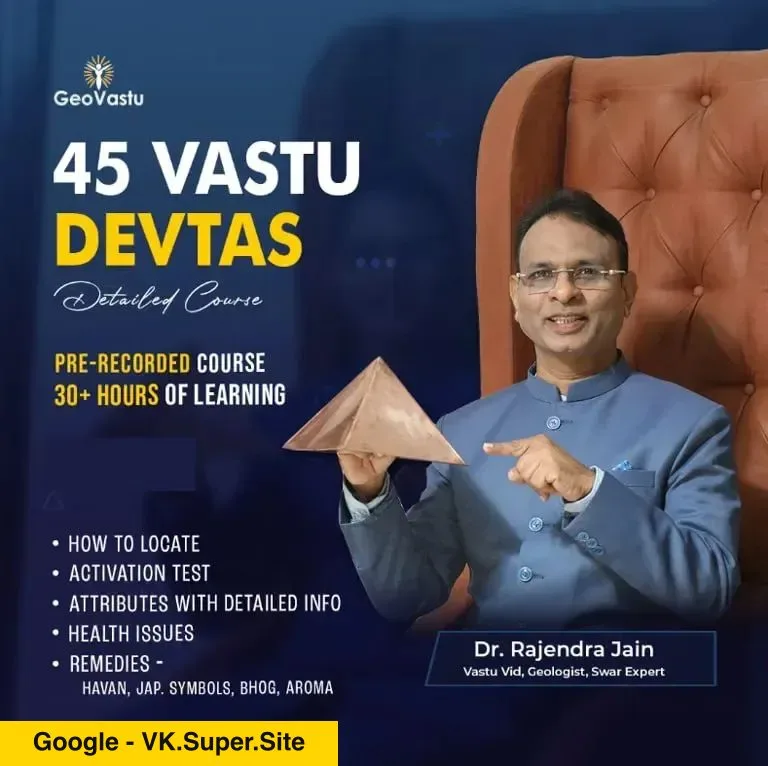 GeoVastu
45 VASTU
DEVTAS
Detailed Course
PRE-RECORDED COURSE
30+ HOURS OF LEARNING
• HOW TO LOCATE
• ACTIVATION TEST
• ATTRIBUTES WITH DETAILED INFO
• HEALTH ISSUES
• REMEDIES -
HAVAN, JAP. SYMBOLS, BHOG, AROMA
Dr. Rajendra Jain
Vastu Vid, Geologist, Swar Expert
Google - VK.Super.Site